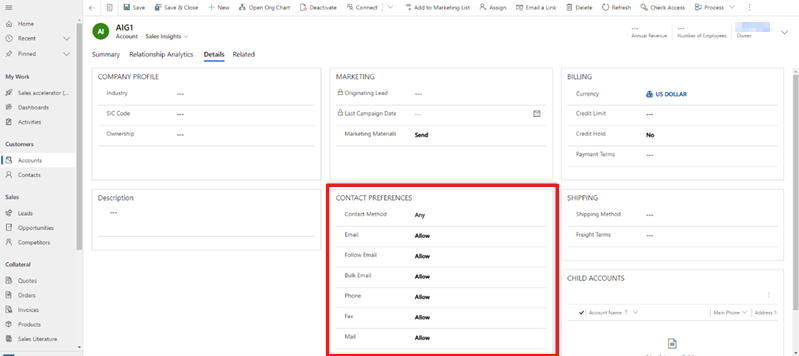 Save
Save & Close
New
Open Org Chart
Deactivate
Connect
Add to Marketing List
Assign
Email a Link
Delete
Refresh
Check Access
Process
Home
Recent
Pinned
My Work
Sales accelerator (...
Dashboards
Activities
Customers
Accounts
Contacts
Sales
Leads
Opportunities
Competitors
Collateral
Quotes
Orders
Invoices
Products
Sales Literature
AI
AIG1
Account · Sales Insights
---
Annual Revenue
---
Number of Employees
Owner
Summary
Relationship Analytics
Details
Related
COMPANY PROFILE
Industry ---
SIC Code ---
Ownership ---
Description
---
MARKETING
Originating Lead ---
Last Campaign Date ---
Marketing Materials Send
CONTACT PREFERENCES
Contact Method Any
Email Allow
Follow Email Allow
Bulk Email Allow
Phone Allow
Fax Allow
Mail Allow
BILLING
Currency US DOLLAR
Credit Limit ---
Credit Hold No
Payment Terms ---
SHIPPING
Shipping Method ---
Freight Terms ---
CHILD ACCOUNTS
Account Name ↑ Main Phone Address 1: